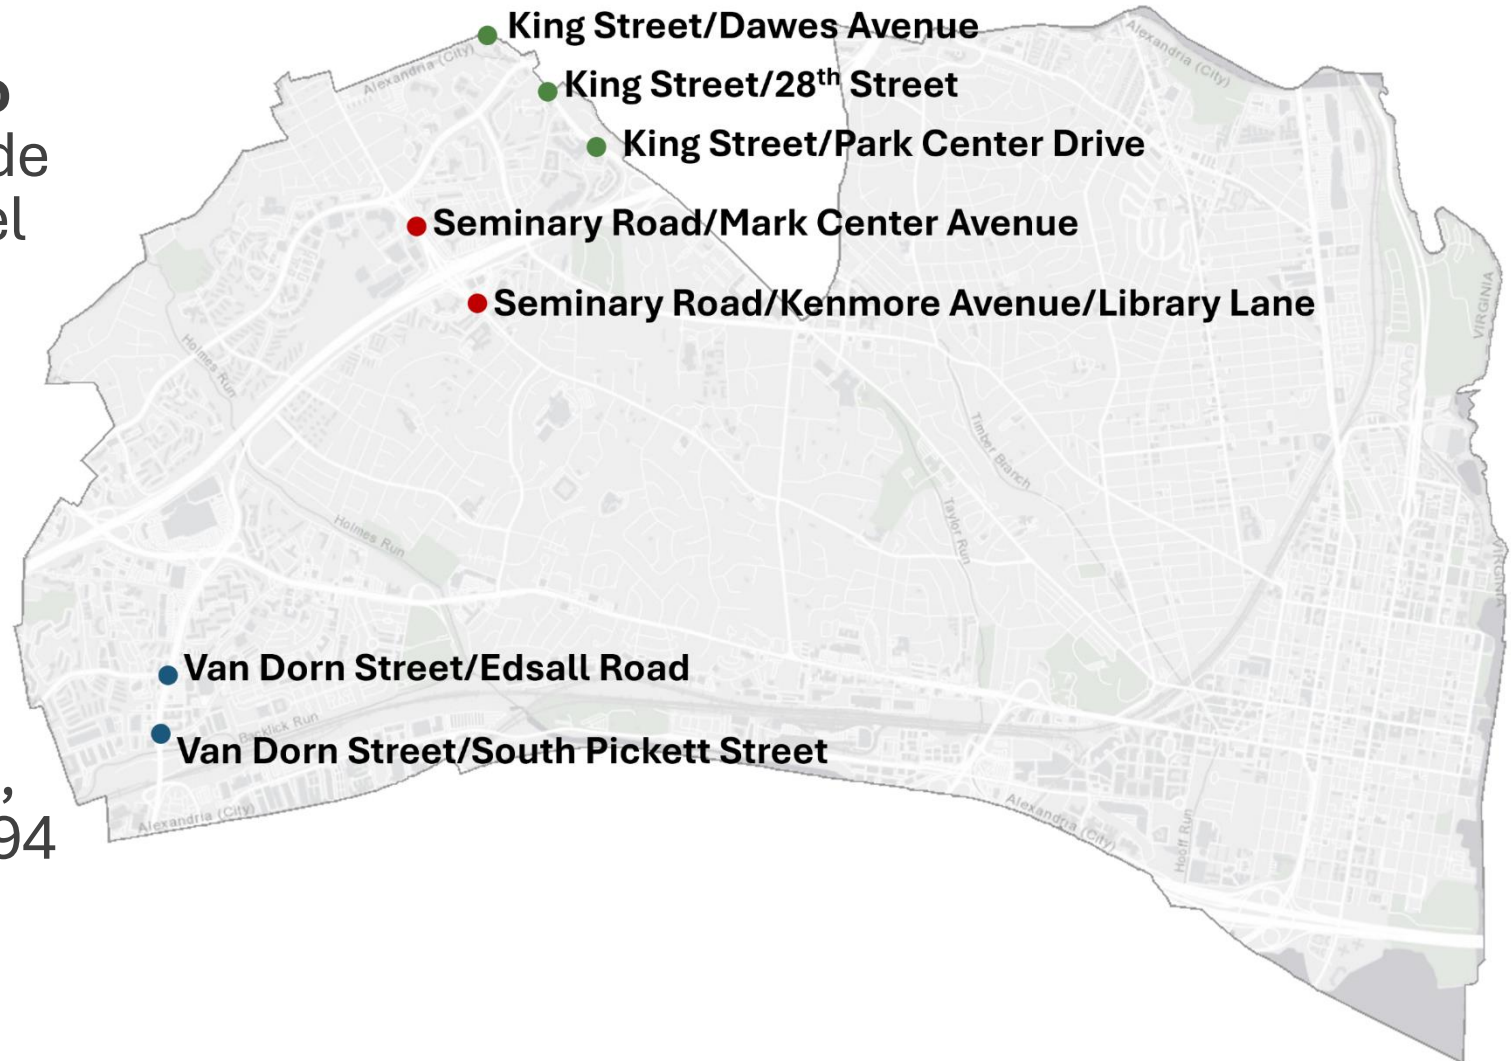 King Street/Dawes Avenue
Alexandria (City)
Alexandria (City)
King Street/28th Street
de
King Street/Park Center Drive
el
Seminary Road/Mark Center Avenue
VIRGINIA
Seminary Road/Kenmore Avenue/Library Lane
Holmes Run
Timber Branch
Holmes Run
Taylor Run
VIRGINIA
Van Dorn Street/Edsall Road
Backlick Run
Van Dorn Street/South Pickett Street
,
94
Alexandria (City)
Alexandria (City)
Hooff Run